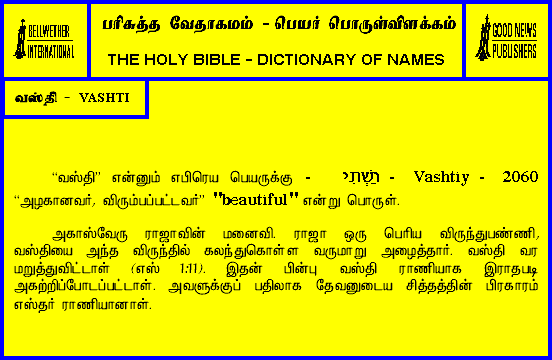 BELLWETHER
INTERNATIONAL
பரிசுத்த வேதாகமம் - பெயர் பொருள்விளக்கம்
THE HOLY BIBLE - DICTIONARY OF NAMES
GOOD NEWS
PUBLISHERS
வஸ்தி - VASHTI
“வஸ்தி” என்னும் எபிரெய பெயருக்கு - וַשְׁתִּי - Vashtiy - 2060
“அழகானவர், விரும்பப்பட்டவர்” "beautiful" என்று பொருள்.
அகாஸ்வேரு ராஜாவின் மனைவி. ராஜா ஒரு பெரிய விருந்துபண்ணி,
வஸ்தியை அந்த விருந்தில் கலந்துகொள்ள வருமாறு அழைத்தார். வஸ்தி வர
மறுத்துவிட்டாள் (எஸ் 1:11). இதன் பின்பு வஸ்தி ராணியாக இராதபடி
அகற்றிப்போடப்பட்டாள். அவளுக்குப் பதிலாக தேவனுடைய சித்தத்தின் பிரகாரம்
எஸ்தர் ராணியானாள்.